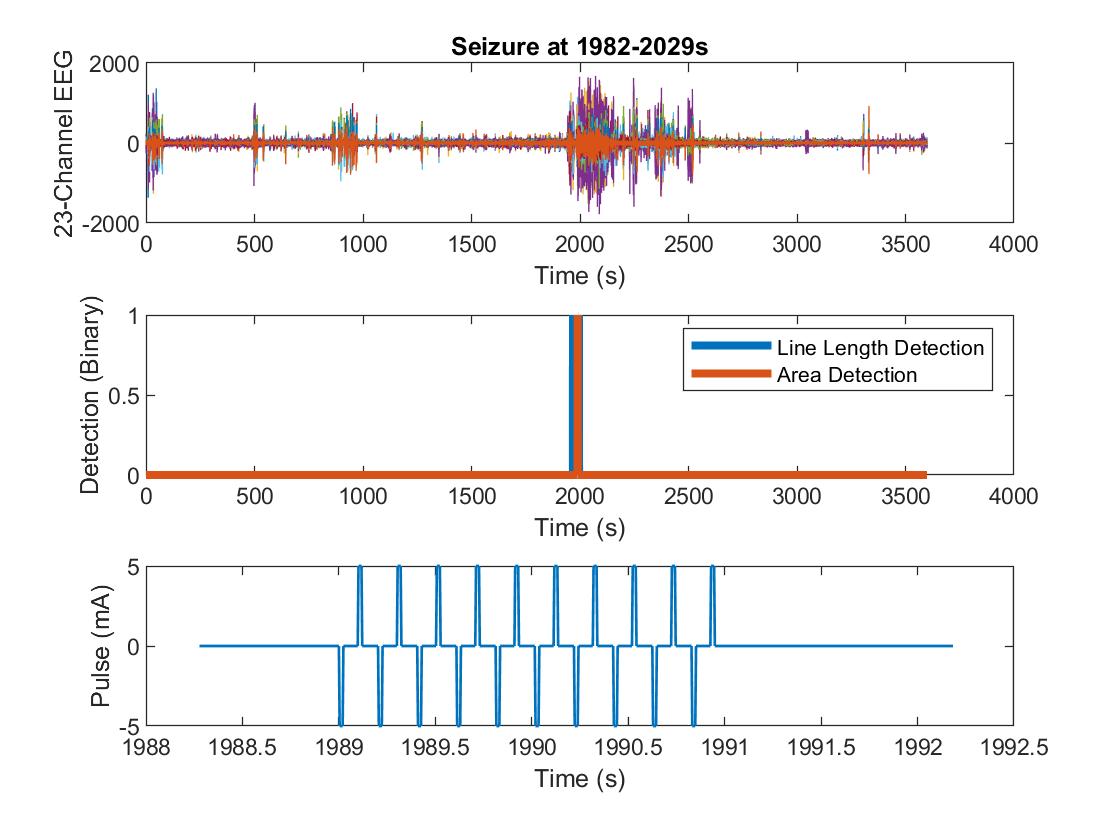 Seizure at 1982-2029s
23-Channel EEG
2000
0
-2000
0 500 1000 1500 2000 2500 3000 3500 4000
Time (s)
Detection (Binary)
1
0.5
0
Line Length Detection
Area Detection
0 500 1000 1500 2000 2500 3000 3500 4000
Time (s)
Pulse (mA)
5
0
-5
1988 1988.5 1989 1989.5 1990 1990.5 1991 1991.5 1992 1992.5
Time (s)